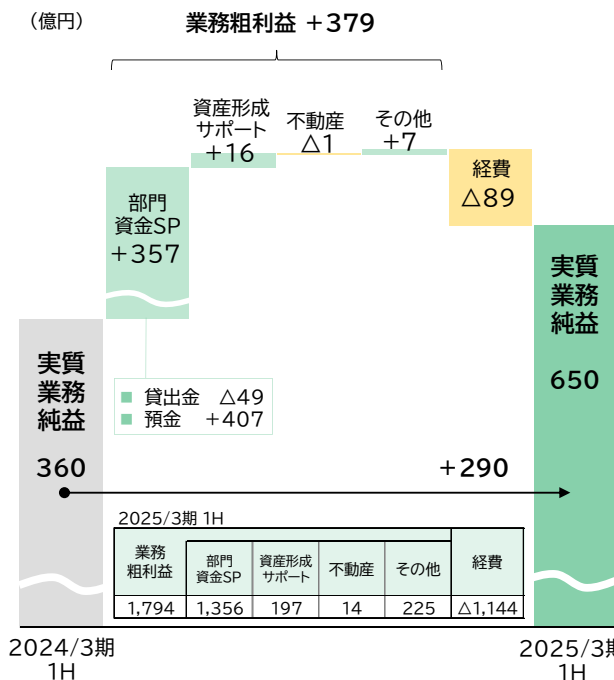 （億円）
業務粗利益 +379
資産形成
サポート
+16
不動産
△1
その他
+7
経費
△89
部門
資金SP
+357
実質
業務
純益
650
実質
業務
純益
360
■ 貸出金 △49
■ 預金 +407
+290
2025/3期 1H
業務
粗利益
部門
資金SP
資産形成
サポート
不動産
その他
経費
1,794 1,356 197 14 225 △1,144
2024/3期
1H
2025/3期
1H